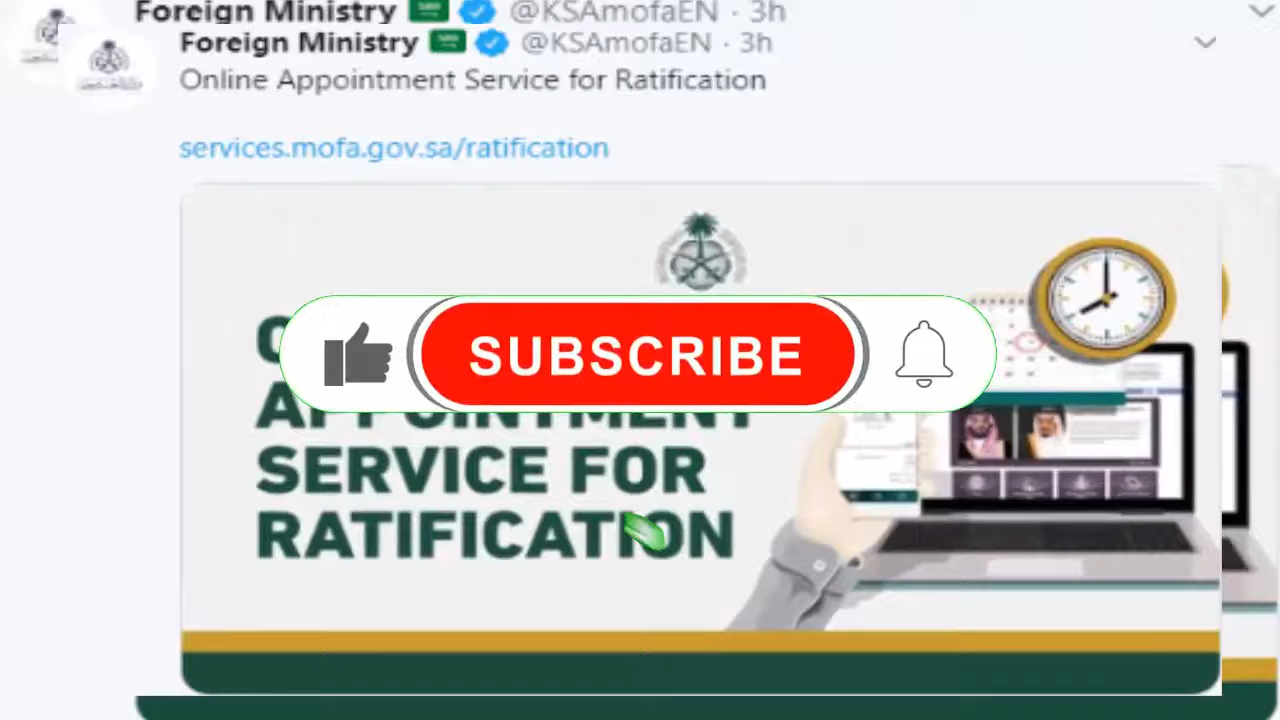 Foreign Ministry @KSAmofaEN · 3h
Foreign Ministry @KSAmofaEN · 3h
Online Appointment Service for Ratification
services.mofa.gov.sa/ratification
SUBSCRIBE
APPOINTMENT
SERVICE FOR
RATIFICATION